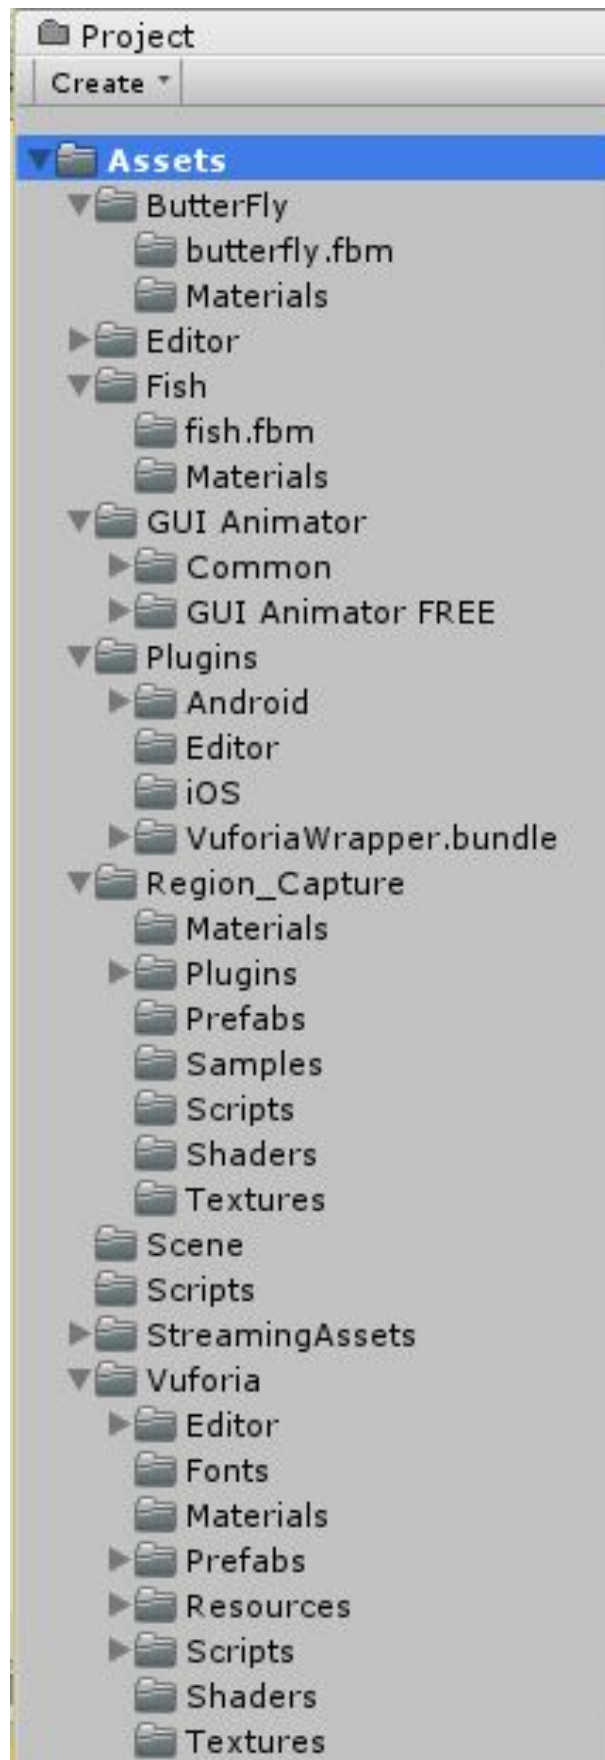 Project
Create
Assets
ButterFly
butterfly.fbm
Materials
Editor
Fish
fish.fbm
Materials
GUI Animator
Common
GUI Animator FREE
Plugins
Android
Editor
iOS
VuforiaWrapper.bundle
Region_Capture
Materials
Plugins
Prefabs
Samples
Scripts
Shaders
Textures
Scene
Scripts
StreamingAssets
Vuforia
Editor
Fonts
Materials
Prefabs
Resources
Scripts
Shaders
Textures